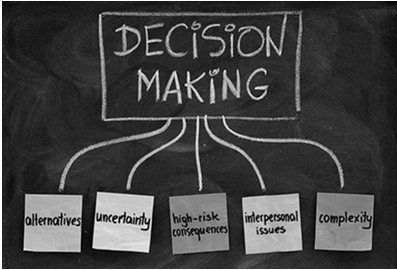 DECISION
MAKING
alternatives
uncertainty
high-risk
consequences
interpersonal
issues
complexity